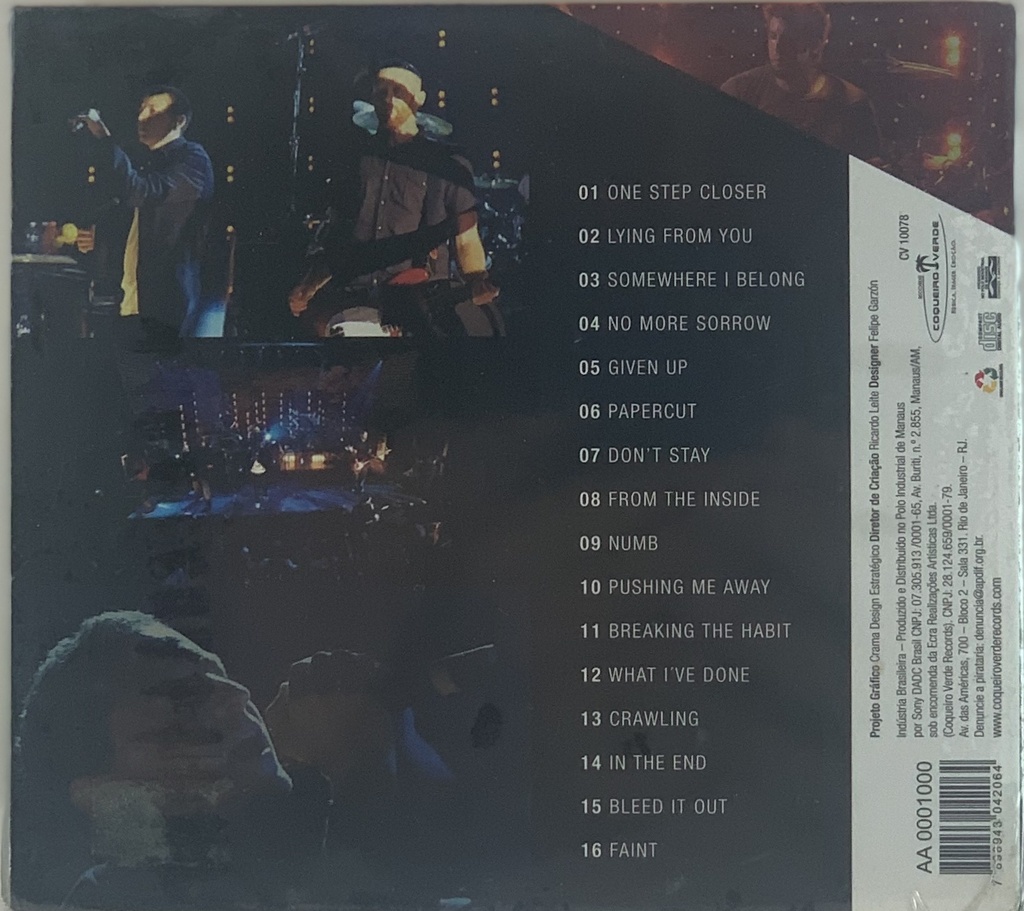 01 ONE STEP CLOSER
02 LYING FROM YOU
03 SOMEWHERE I BELONG
04 NO MORE SORROW
05 GIVEN UP
06 PAPERCUT
07 DON'T STAY
08 FROM THE INSIDE
09 NUMB
10 PUSHING ME AWAY
11 BREAKING THE HABIT
12 WHAT I'VE DONE
13 CRAWLING
14 IN THE END
15 BLEED IT OUT
16 FAINT
Projeto Gráfico Crama Design Estratégico Diretor de Criação Ricardo Leite Designer Felipe Garzón
Indústria Brasileira – Produzido e Distribuído no Polo Industrial de Manaus
por Sony DADC Brasil CNPJ: 07.305.913 /0001-65, Av. Buriti, n.º 2.855, Manaus/AM,
sob encomenda da Ecra Realizações Artísticas Ltda.
(Coqueiro Verde Records). CNPJ: 28.124.659/0001-79.
Av. das Américas, 700 – Bloco 2 – Sala 331. Rio de Janeiro – RJ.
Denuncie a pirataria: denuncia@apdif.org.br.
www.coqueiroverderecords.com
CV 10078
COQUEIRO VERDE
disc
AA 0001000